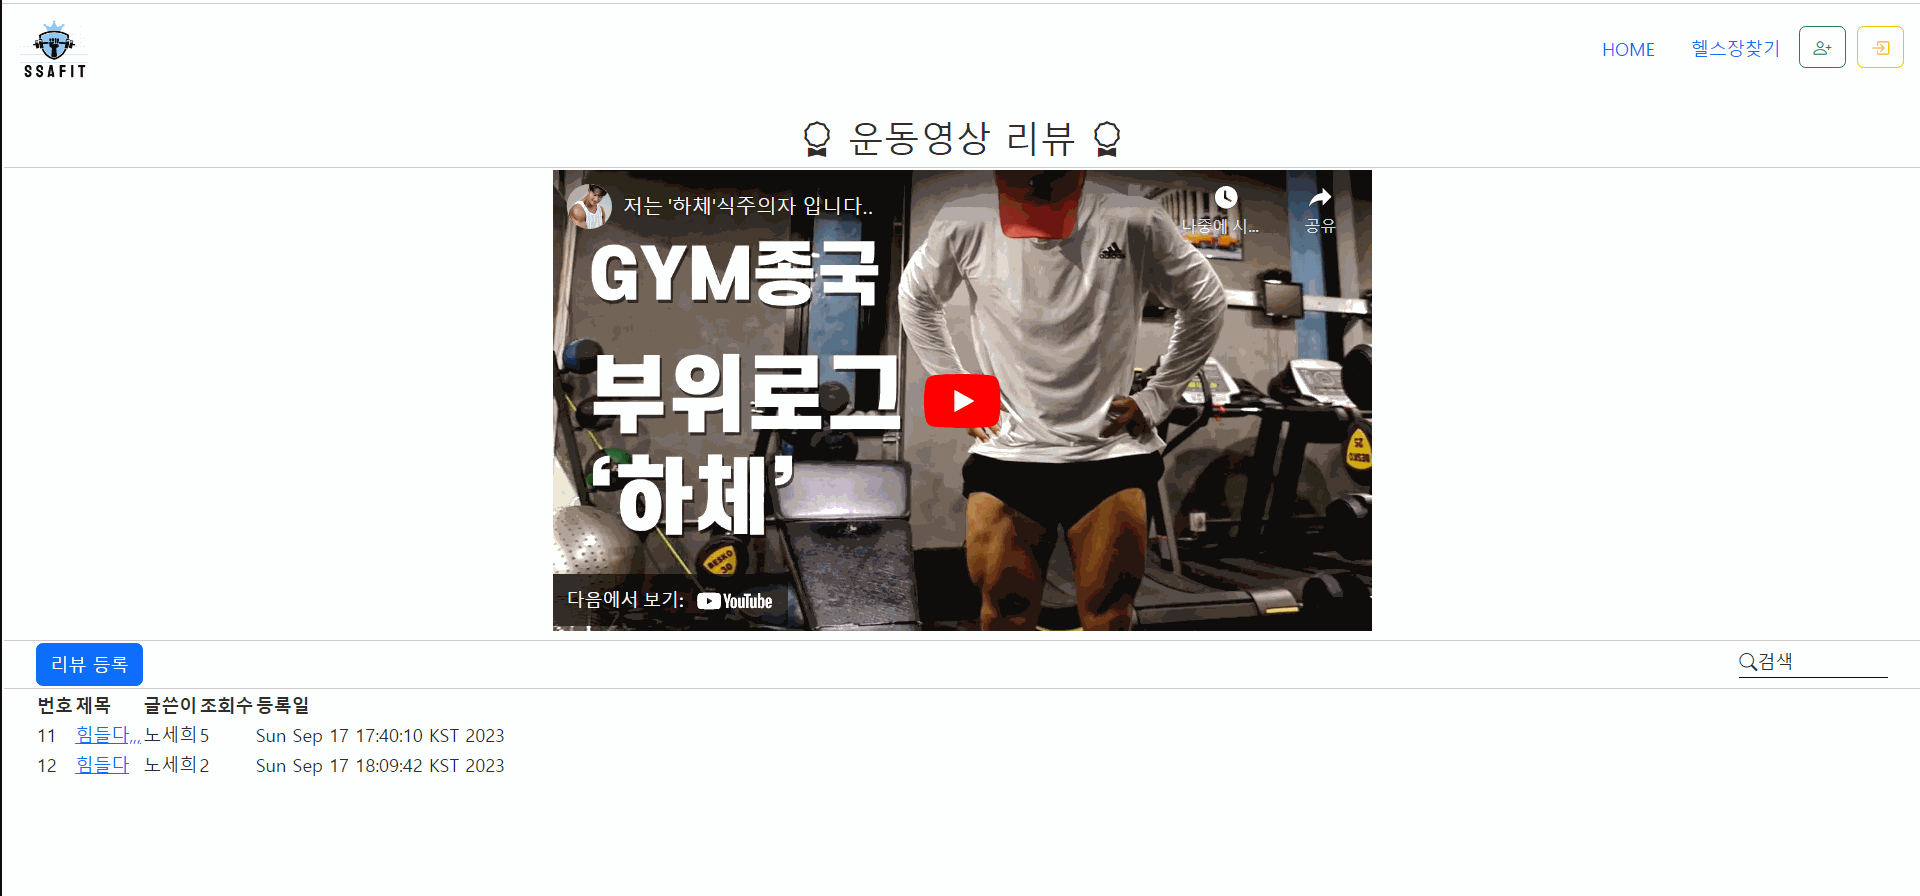 SSAFIT
HOME 헬스장찾기
운동영상 리뷰
저는 '하체'식주의자 입니다..
나중에 시...
공유
GYM종국
부위로그
‘하체’
BESKO
25
BESKO
30
다음에서 보기: YouTube
리뷰 등록
검색
번호 제목 글쓴이 조회수 등록일
11 힘들다,,, 노세희 5 Sun Sep 17 17:40:10 KST 2023
12 힘들다 노세희 2 Sun Sep 17 18:09:42 KST 2023